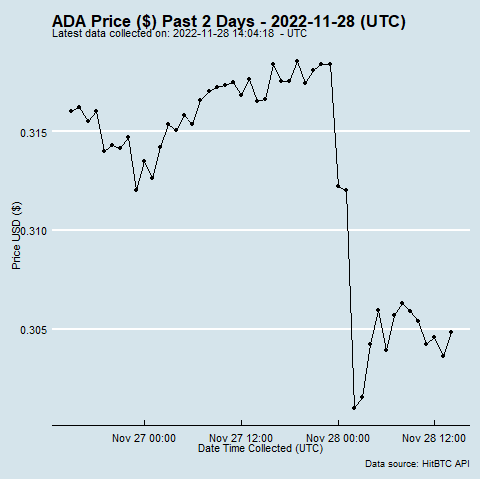 ADA Price ($) Past 2 Days - 2022-11-28 (UTC)
Latest data collected on: 2022-11-28 14:04:18  - UTC
0.315
0.310
0.305
Price USD ($)
Nov 27 00:00 Nov 27 12:00 Nov 28 00:00 Nov 28 12:00
Date Time Collected (UTC)
Data source: HitBTC API